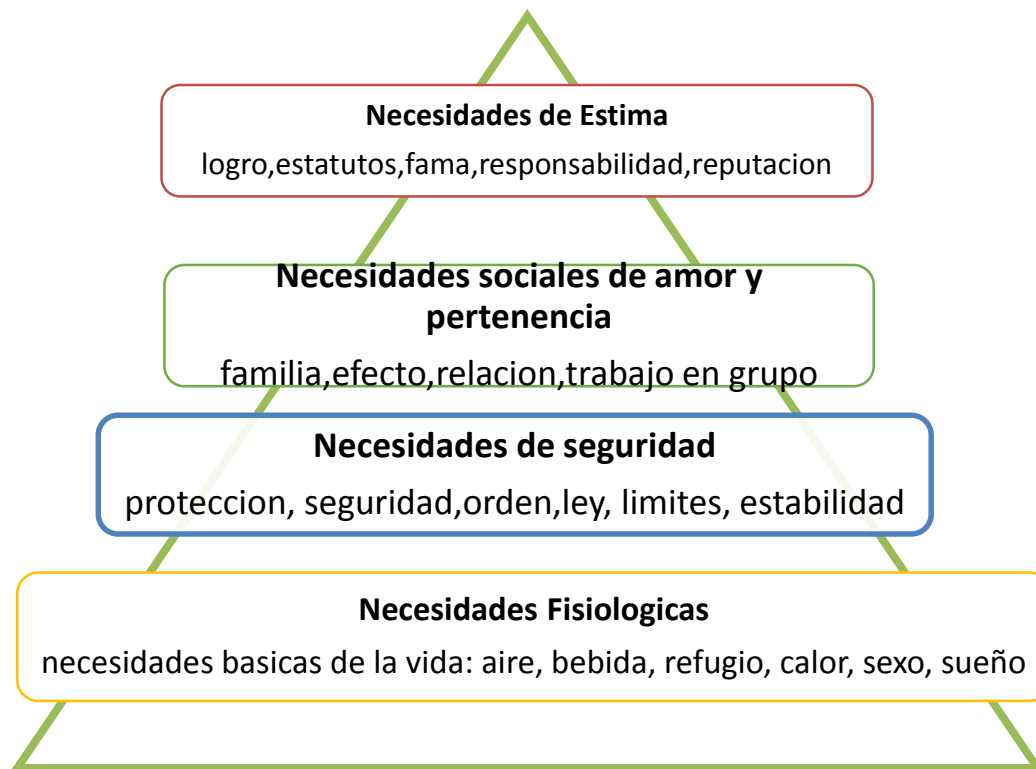 Necesidades de Estima
logro,estatutos,fama,responsabilidad,reputacion
Necesidades sociales de amor y
pertenencia
familia,efecto,relacion,trabajo en grupo
Necesidades de seguridad
proteccion, seguridad,orden,ley, limites, estabilidad
Necesidades Fisiologicas
necesidades basicas de la vida: aire, bebida, refugio, calor, sexo, sueño